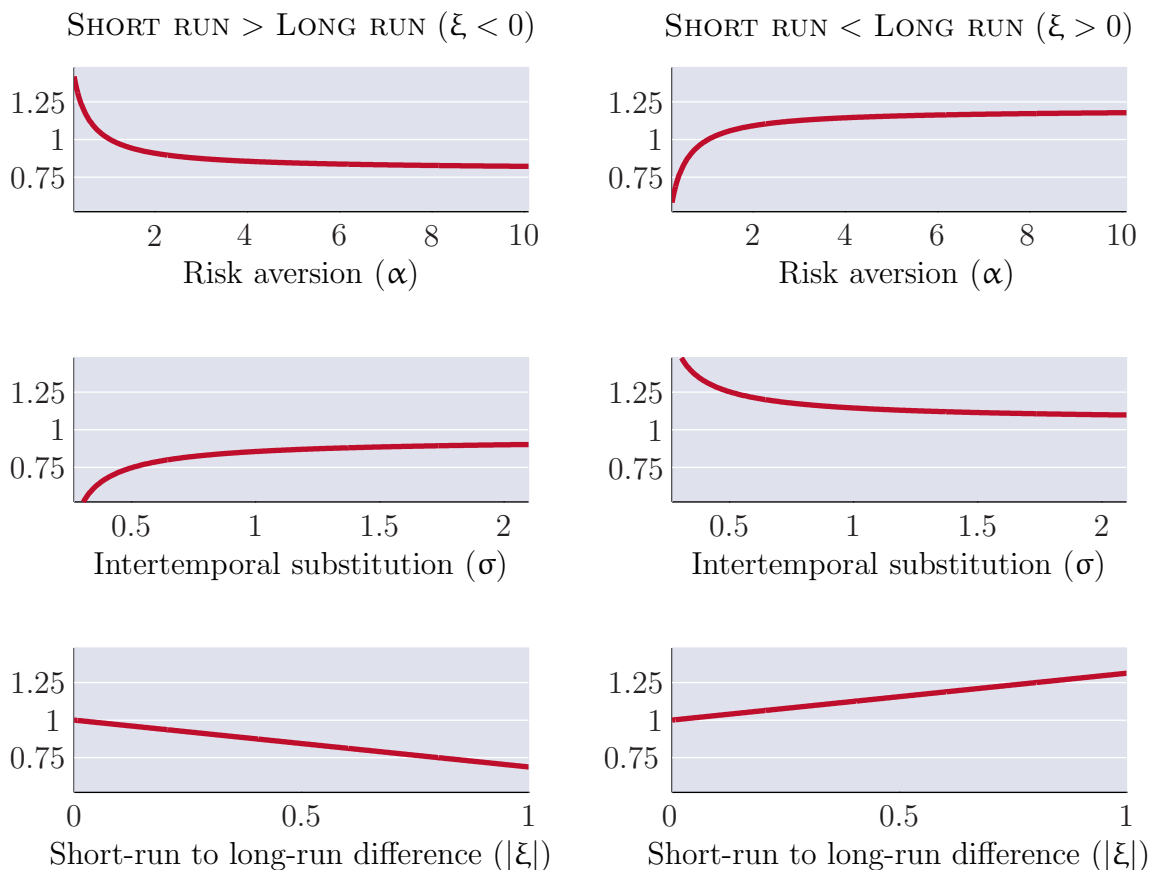 SHORT RUN > LONG RUN (ξ < 0)
1.25
1
0.75
2 4 6 8 10
Risk aversion (α)
SHORT RUN < LONG RUN (ξ > 0)
1.25
1
0.75
2 4 6 8 10
Risk aversion (α)
1.25
1
0.75
0.5 1 1.5 2
Intertemporal substitution (σ)
1.25
1
0.75
0.5 1 1.5 2
Intertemporal substitution (σ)
1.25
1
0.75
0 0.5 1
Short-run to long-run difference (|ξ|)
1.25
1
0.75
0 0.5 1
Short-run to long-run difference (|ξ|)